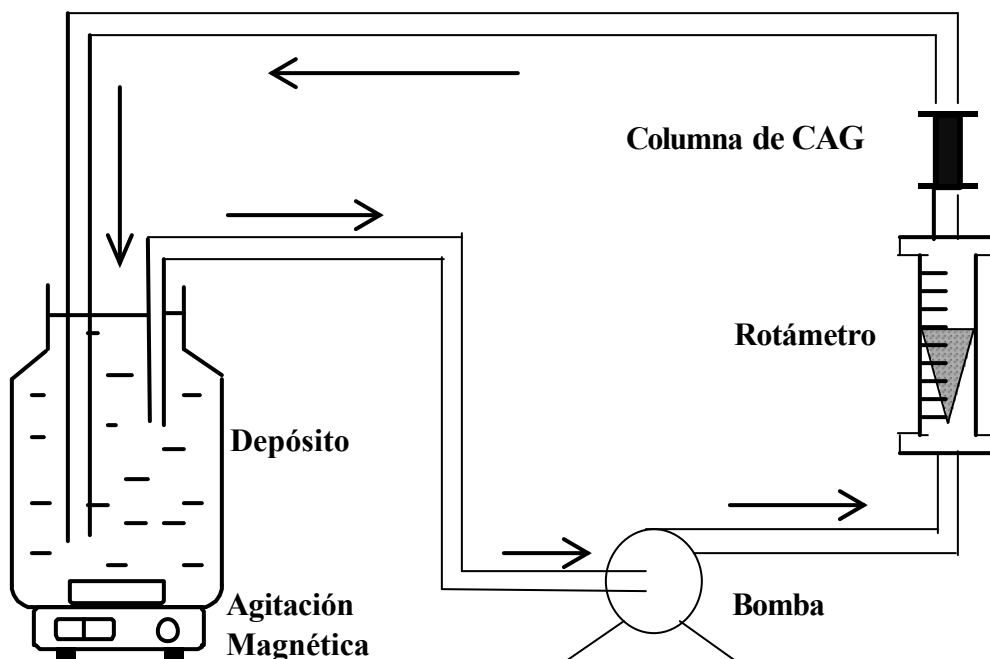 Columna de CAG
Rotámetro
Depósito
Agitación
Magnética
Bomba